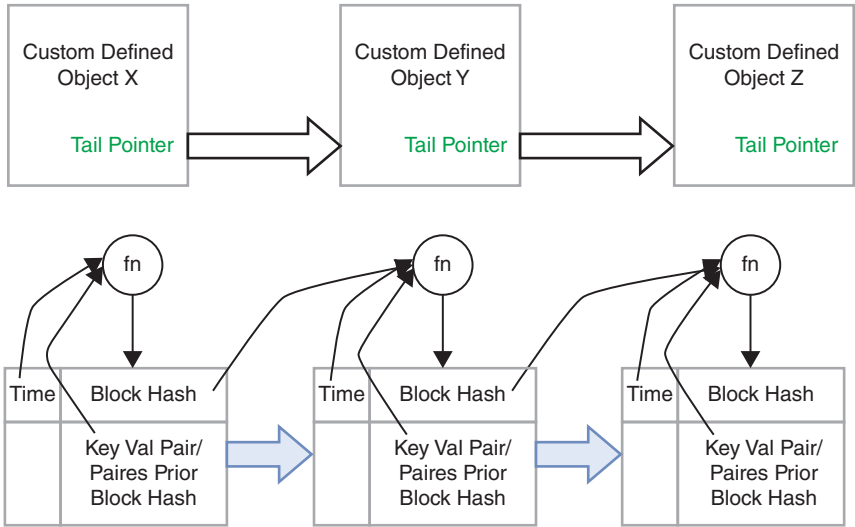 Custom Defined
Object X
Tail Pointer
Custom Defined
Object Y
Tail Pointer
Custom Defined
Object Z
Tail Pointer
fn
fn
fn
Time
Block Hash
Time
Block Hash
Time
Block Hash
Key Val Pair/
Paires Prior
Block Hash
Key Val Pair/
Paires Prior
Block Hash
Key Val Pair/
Paires Prior
Block Hash